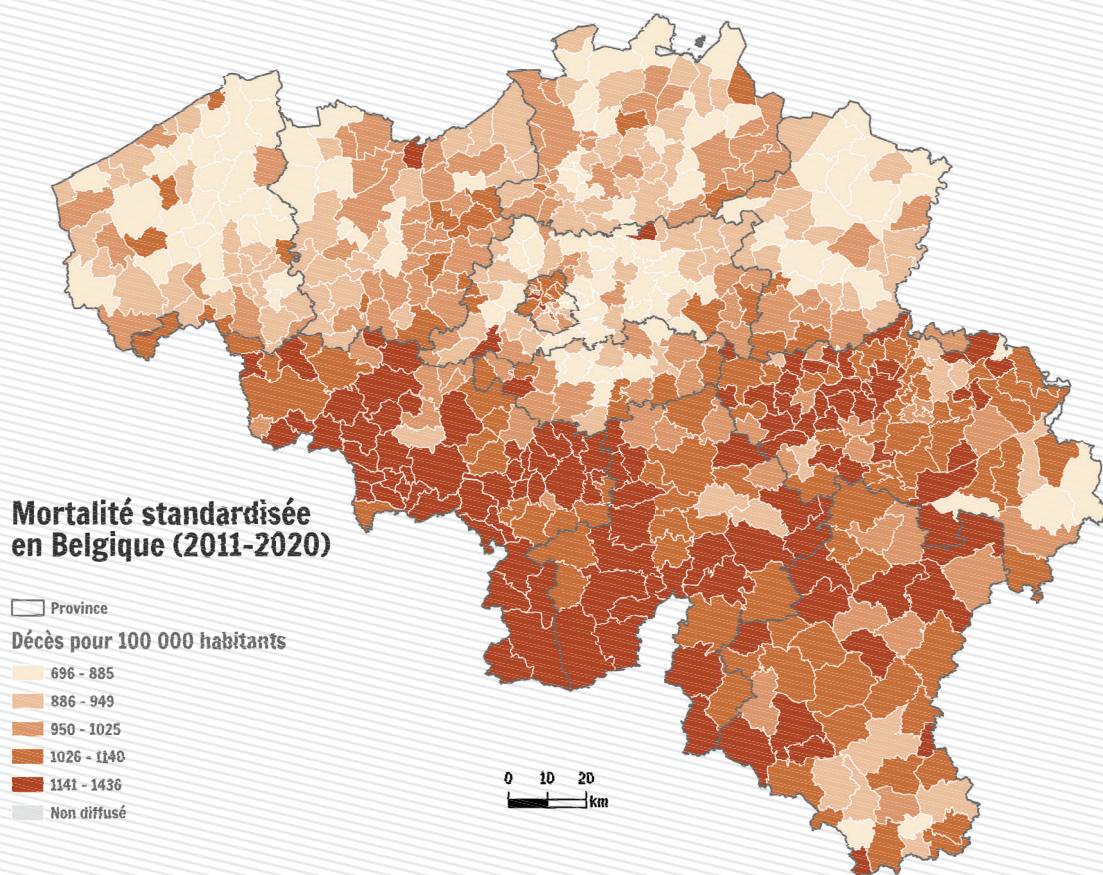 Mortalité standardisée
en Belgique (2011-2020)
Province
Décès pour 100 000 habitants
696 - 885
886 - 949
950 - 1025
1026 - 1140
1141 - 1436
Non diffusé
0 10 20
km